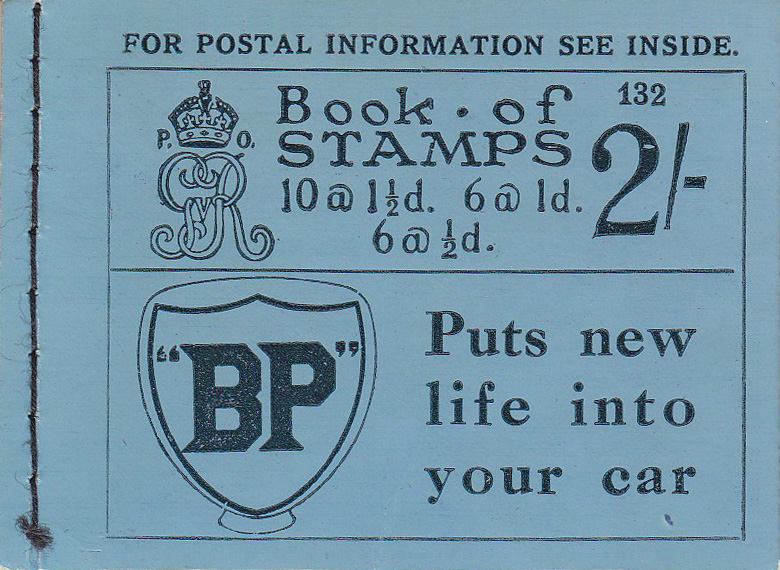 FOR POSTAL INFORMATION SEE INSIDE.
P. O.
GR
Book · of
STAMPS
10 @ 1½d. 6 @ 1d.
6 @ ½d.
132
2/-
"BP"
Puts new
life into
your car